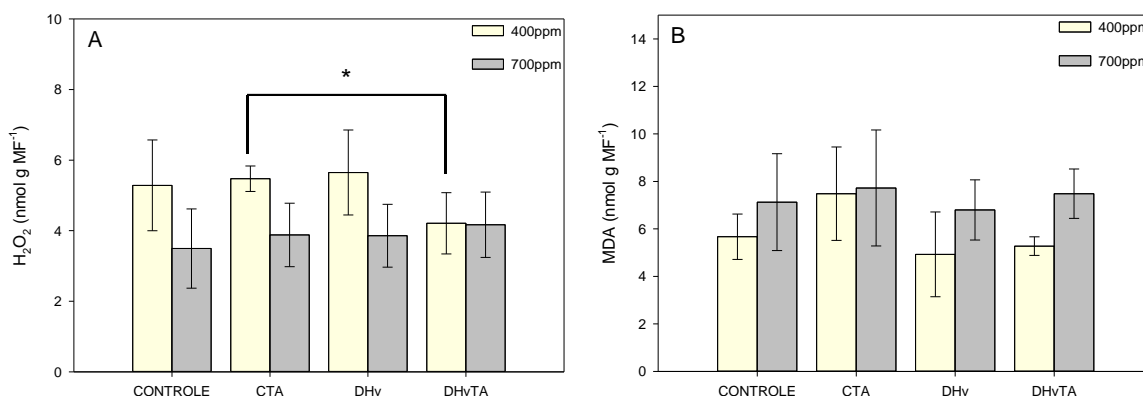 A
400ppm
700ppm
*
H₂O₂ (nmol g MF⁻¹)
10
8
6
4
2
0
CONTROLE CTA DHv DHvTA
B
400ppm
700ppm
MDA (nmol g MF⁻¹)
14
12
10
8
6
4
2
0
CONTROLE CTA DHv DHvTA